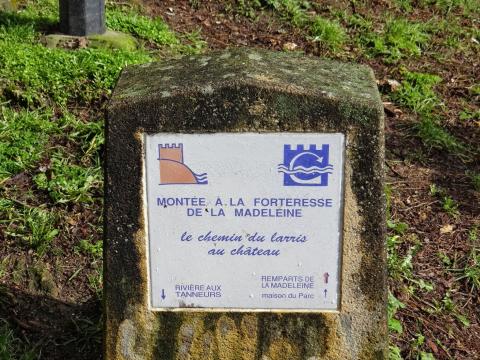 MONTÉE À LA FORTERESSE
DE LA MADELEINE
le chemin du larris
au château
RIVIÈRE AUX
TANNEURS
REMPARTS DE
LA MADELEINE
maison du Parc